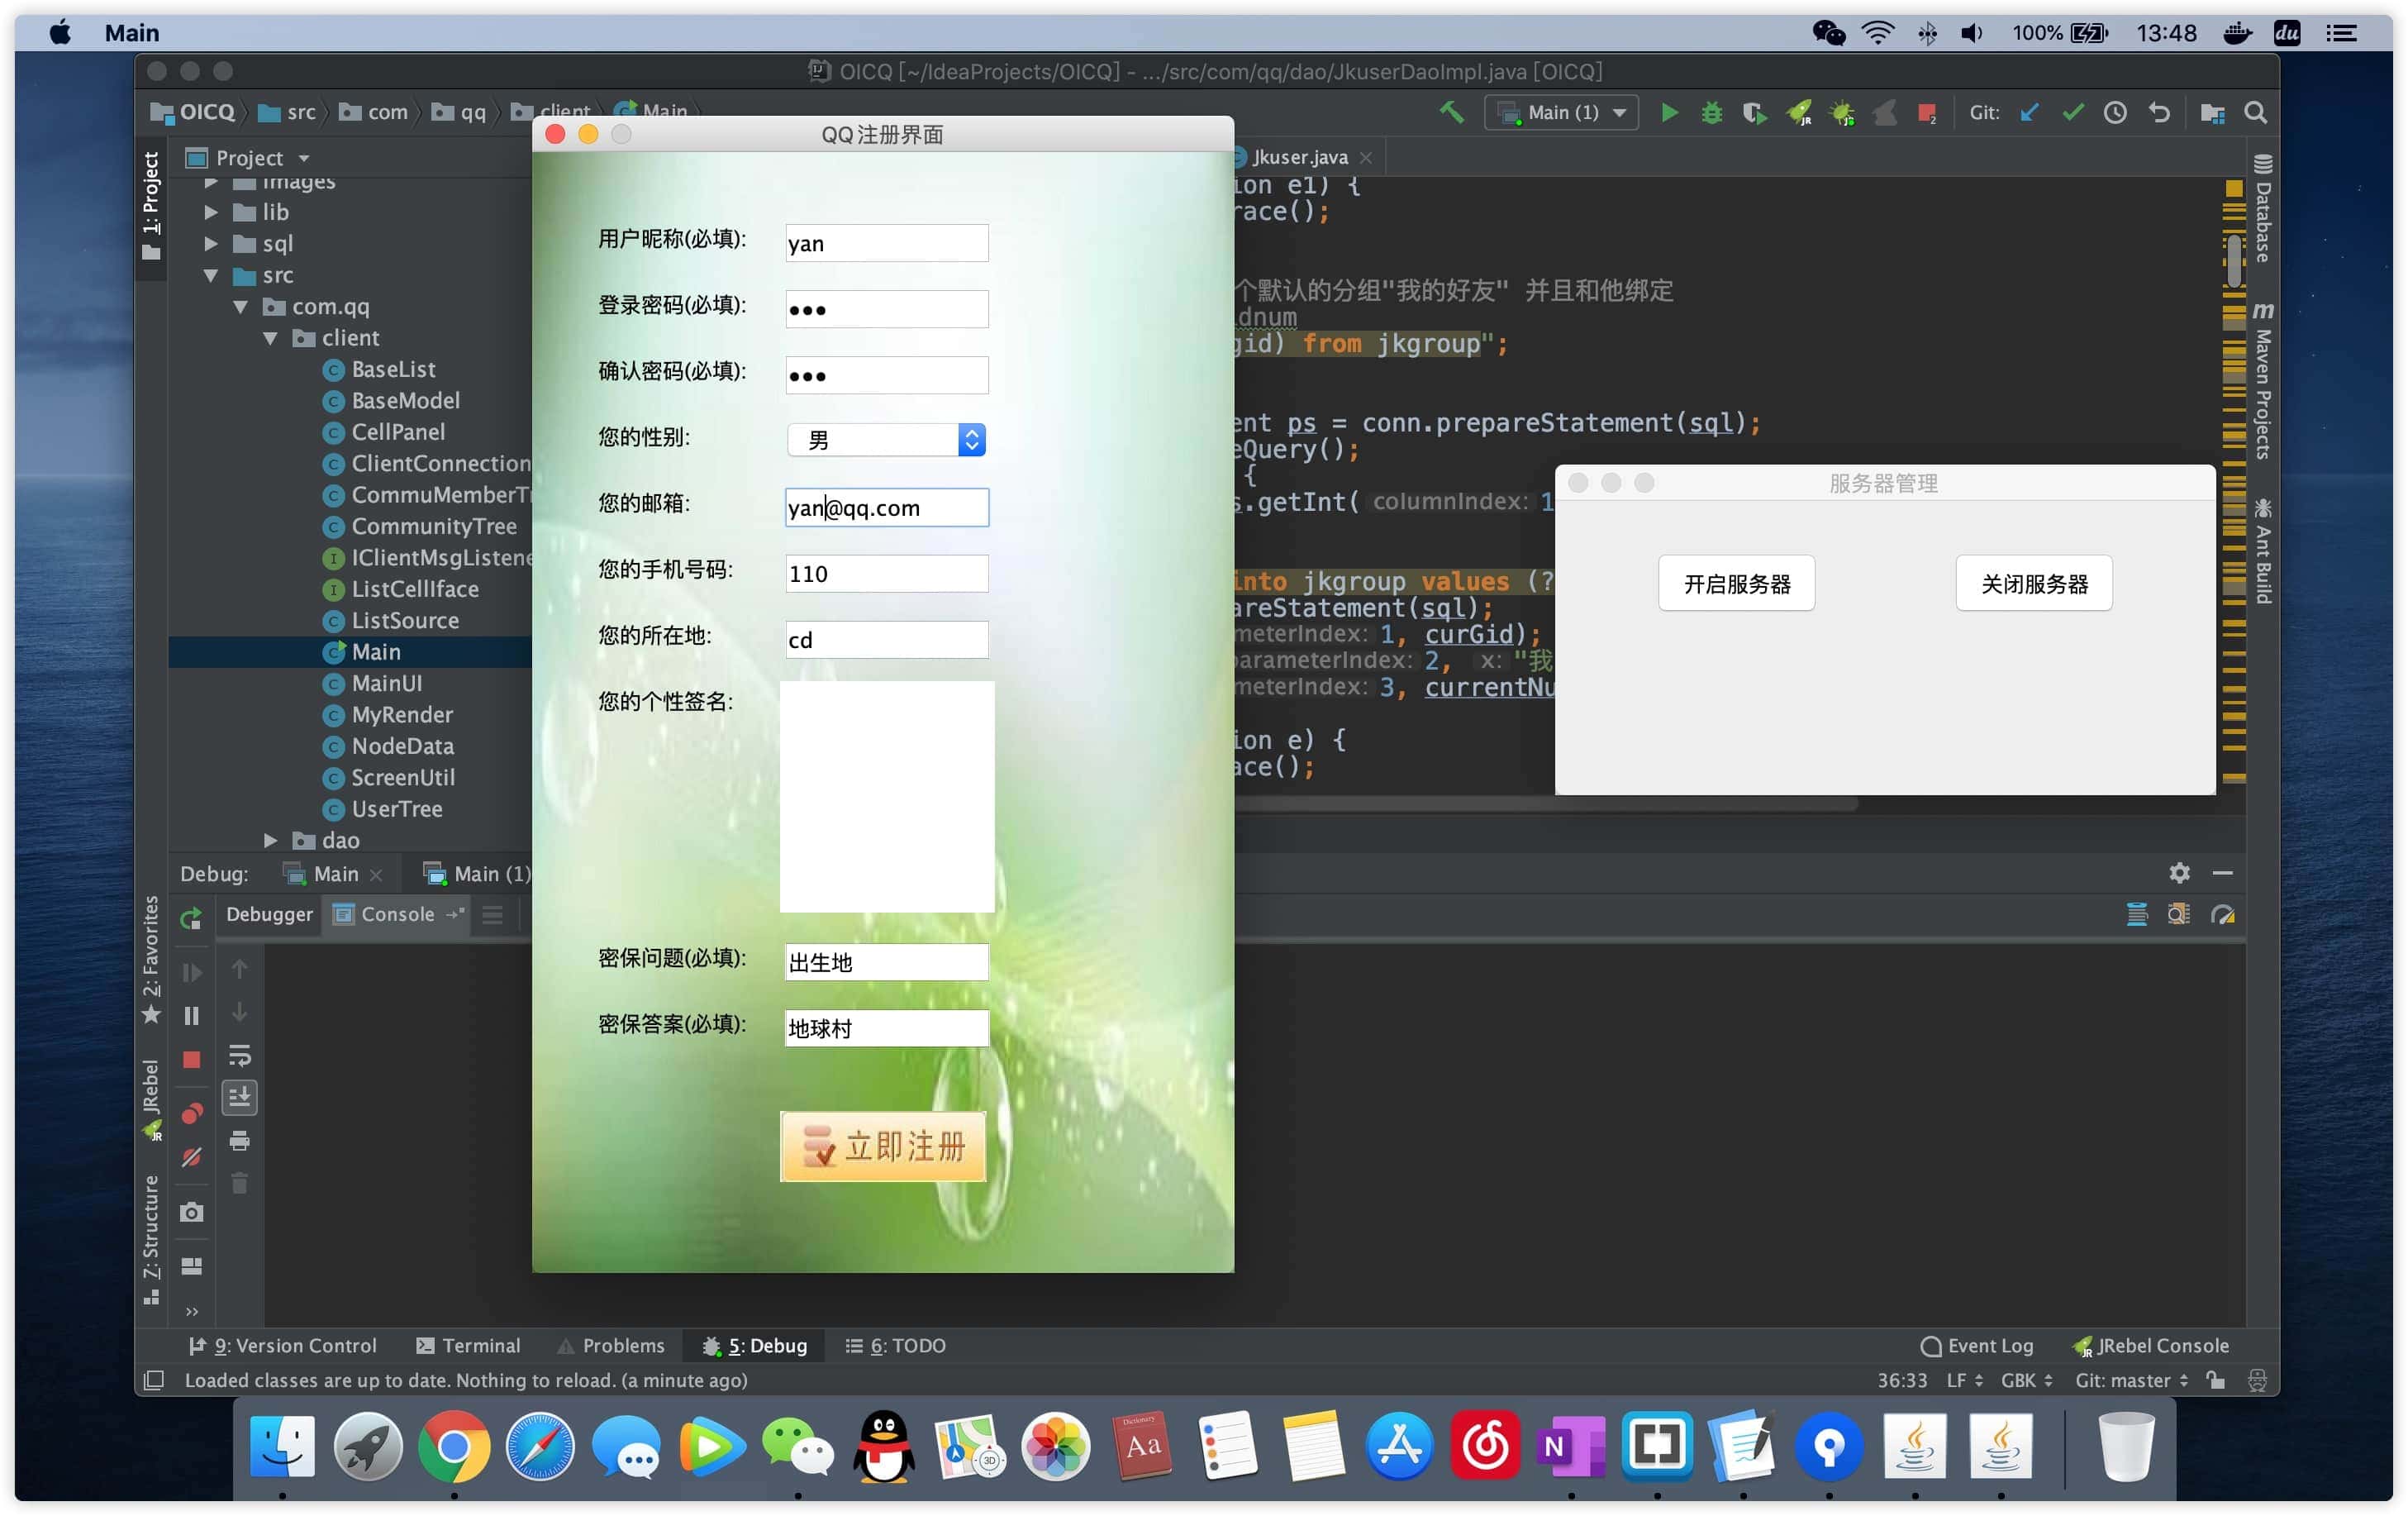 Main
100%
13:48
du
OICQ [~/IdeaProjects/OICQ] - .../src/com/qq/dao/JkuserDaoImpl.java [OICQ]
OICQ
src
com
qq
client
Main
Main (1)
Git:
1: Project
Project
images
lib
sql
src
com.qq
client
BaseList
BaseModel
CellPanel
ClientConnection
CommuMemberTr
CommunityTree
IClientMsgListene
ListCellIface
ListSource
Main
MainUI
MyRender
NodeData
ScreenUtil
UserTree
dao
QQ注册界面
用户昵称(必填):
yan
登录密码(必填):
•••
确认密码(必填):
•••
您的性别:
男
您的邮箱:
yan@qq.com
您的手机号码:
110
您的所在地:
cd
您的个性签名:
密保问题(必填):
出生地
密保答案(必填):
地球村
立即注册
Jkuser.java
ion e1) {
race();
个默认的分组"我的好友" 并且和他绑定
dnum
gid) from jkgroup";
ent ps = conn.prepareStatement(sql);
eQuery();
{
s.getInt( columnIndex: 1
into jkgroup values (?
areStatement(sql);
meterIndex: 1, curGid);
parameterIndex: 2, x: "我
meterIndex: 3, currentNu
ion e) {
ace();
服务器管理
开启服务器
关闭服务器
Database
Maven Projects
Ant Build
Debug:
Main
Main (1)
Debugger
Console
2: Favorites
JRebel
Z: Structure
9: Version Control
Terminal
Problems
5: Debug
6: TODO
Event Log
JRebel Console
Loaded classes are up to date. Nothing to reload. (a minute ago)
36:33
LF
GBK
Git: master
Dictionary
Aa
3D
N